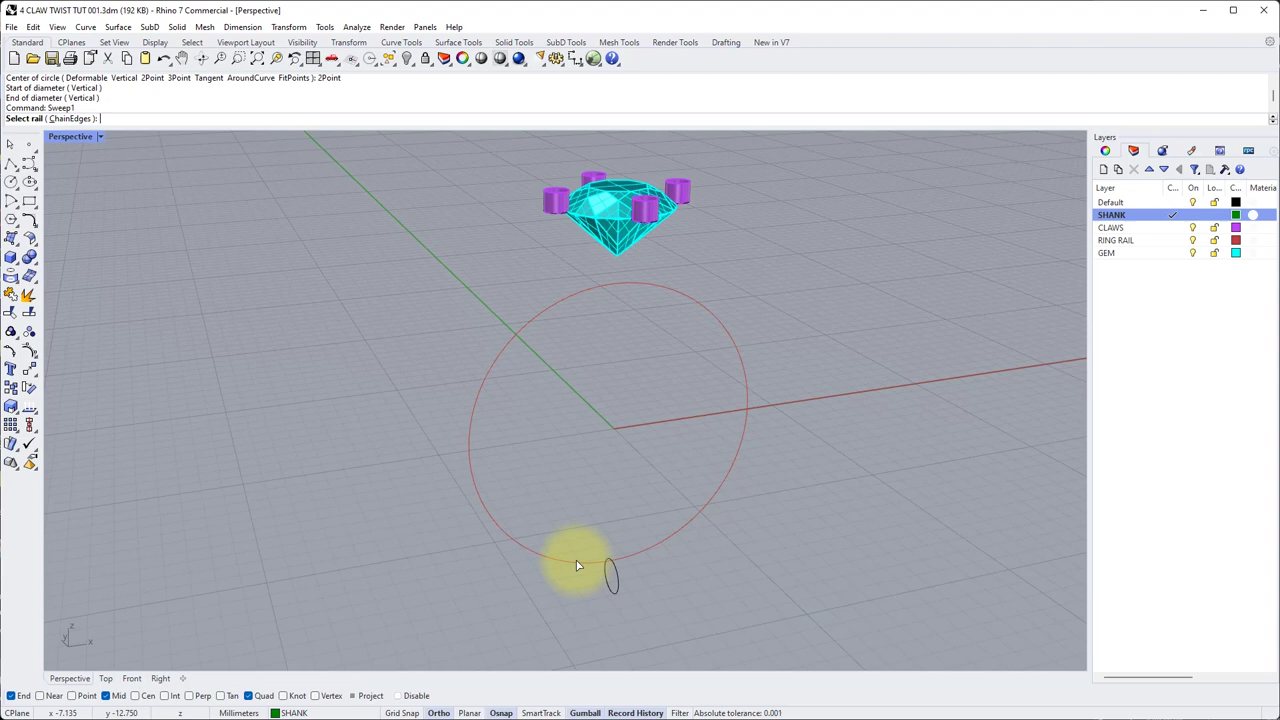 4 CLAW TWIST TUT 001.3dm (192 KB) - Rhino 7 Commercial - [Perspective]
File Edit View Curve Surface SubD Solid Mesh Dimension Transform Tools Analyze Render Panels Help
Standard CPlanes Set View Display Select Viewport Layout Visibility Transform Curve Tools Surface Tools Solid Tools SubD Tools Mesh Tools Render Tools Drafting New in V7
Center of circle ( Deformable Vertical 2Point 3Point Tangent AroundCurve FitPoints ): 2Point
Start of diameter ( Vertical )
End of diameter ( Vertical )
Command: Sweep1
Select rail ( ChainEdges ):
Perspective
Layers
Layer C... On Lo... C... Materia
Default
SHANK
CLAWS
RING RAIL
GEM
z
y x
Perspective Top Front Right
End Near Point Mid Cen Int Perp Tan Quad Knot Vertex Project Disable
CPlane x -7.135 y -12.750 z Millimeters SHANK Grid Snap Ortho Planar Osnap SmartTrack Gumball Record History Filter Absolute tolerance: 0.001